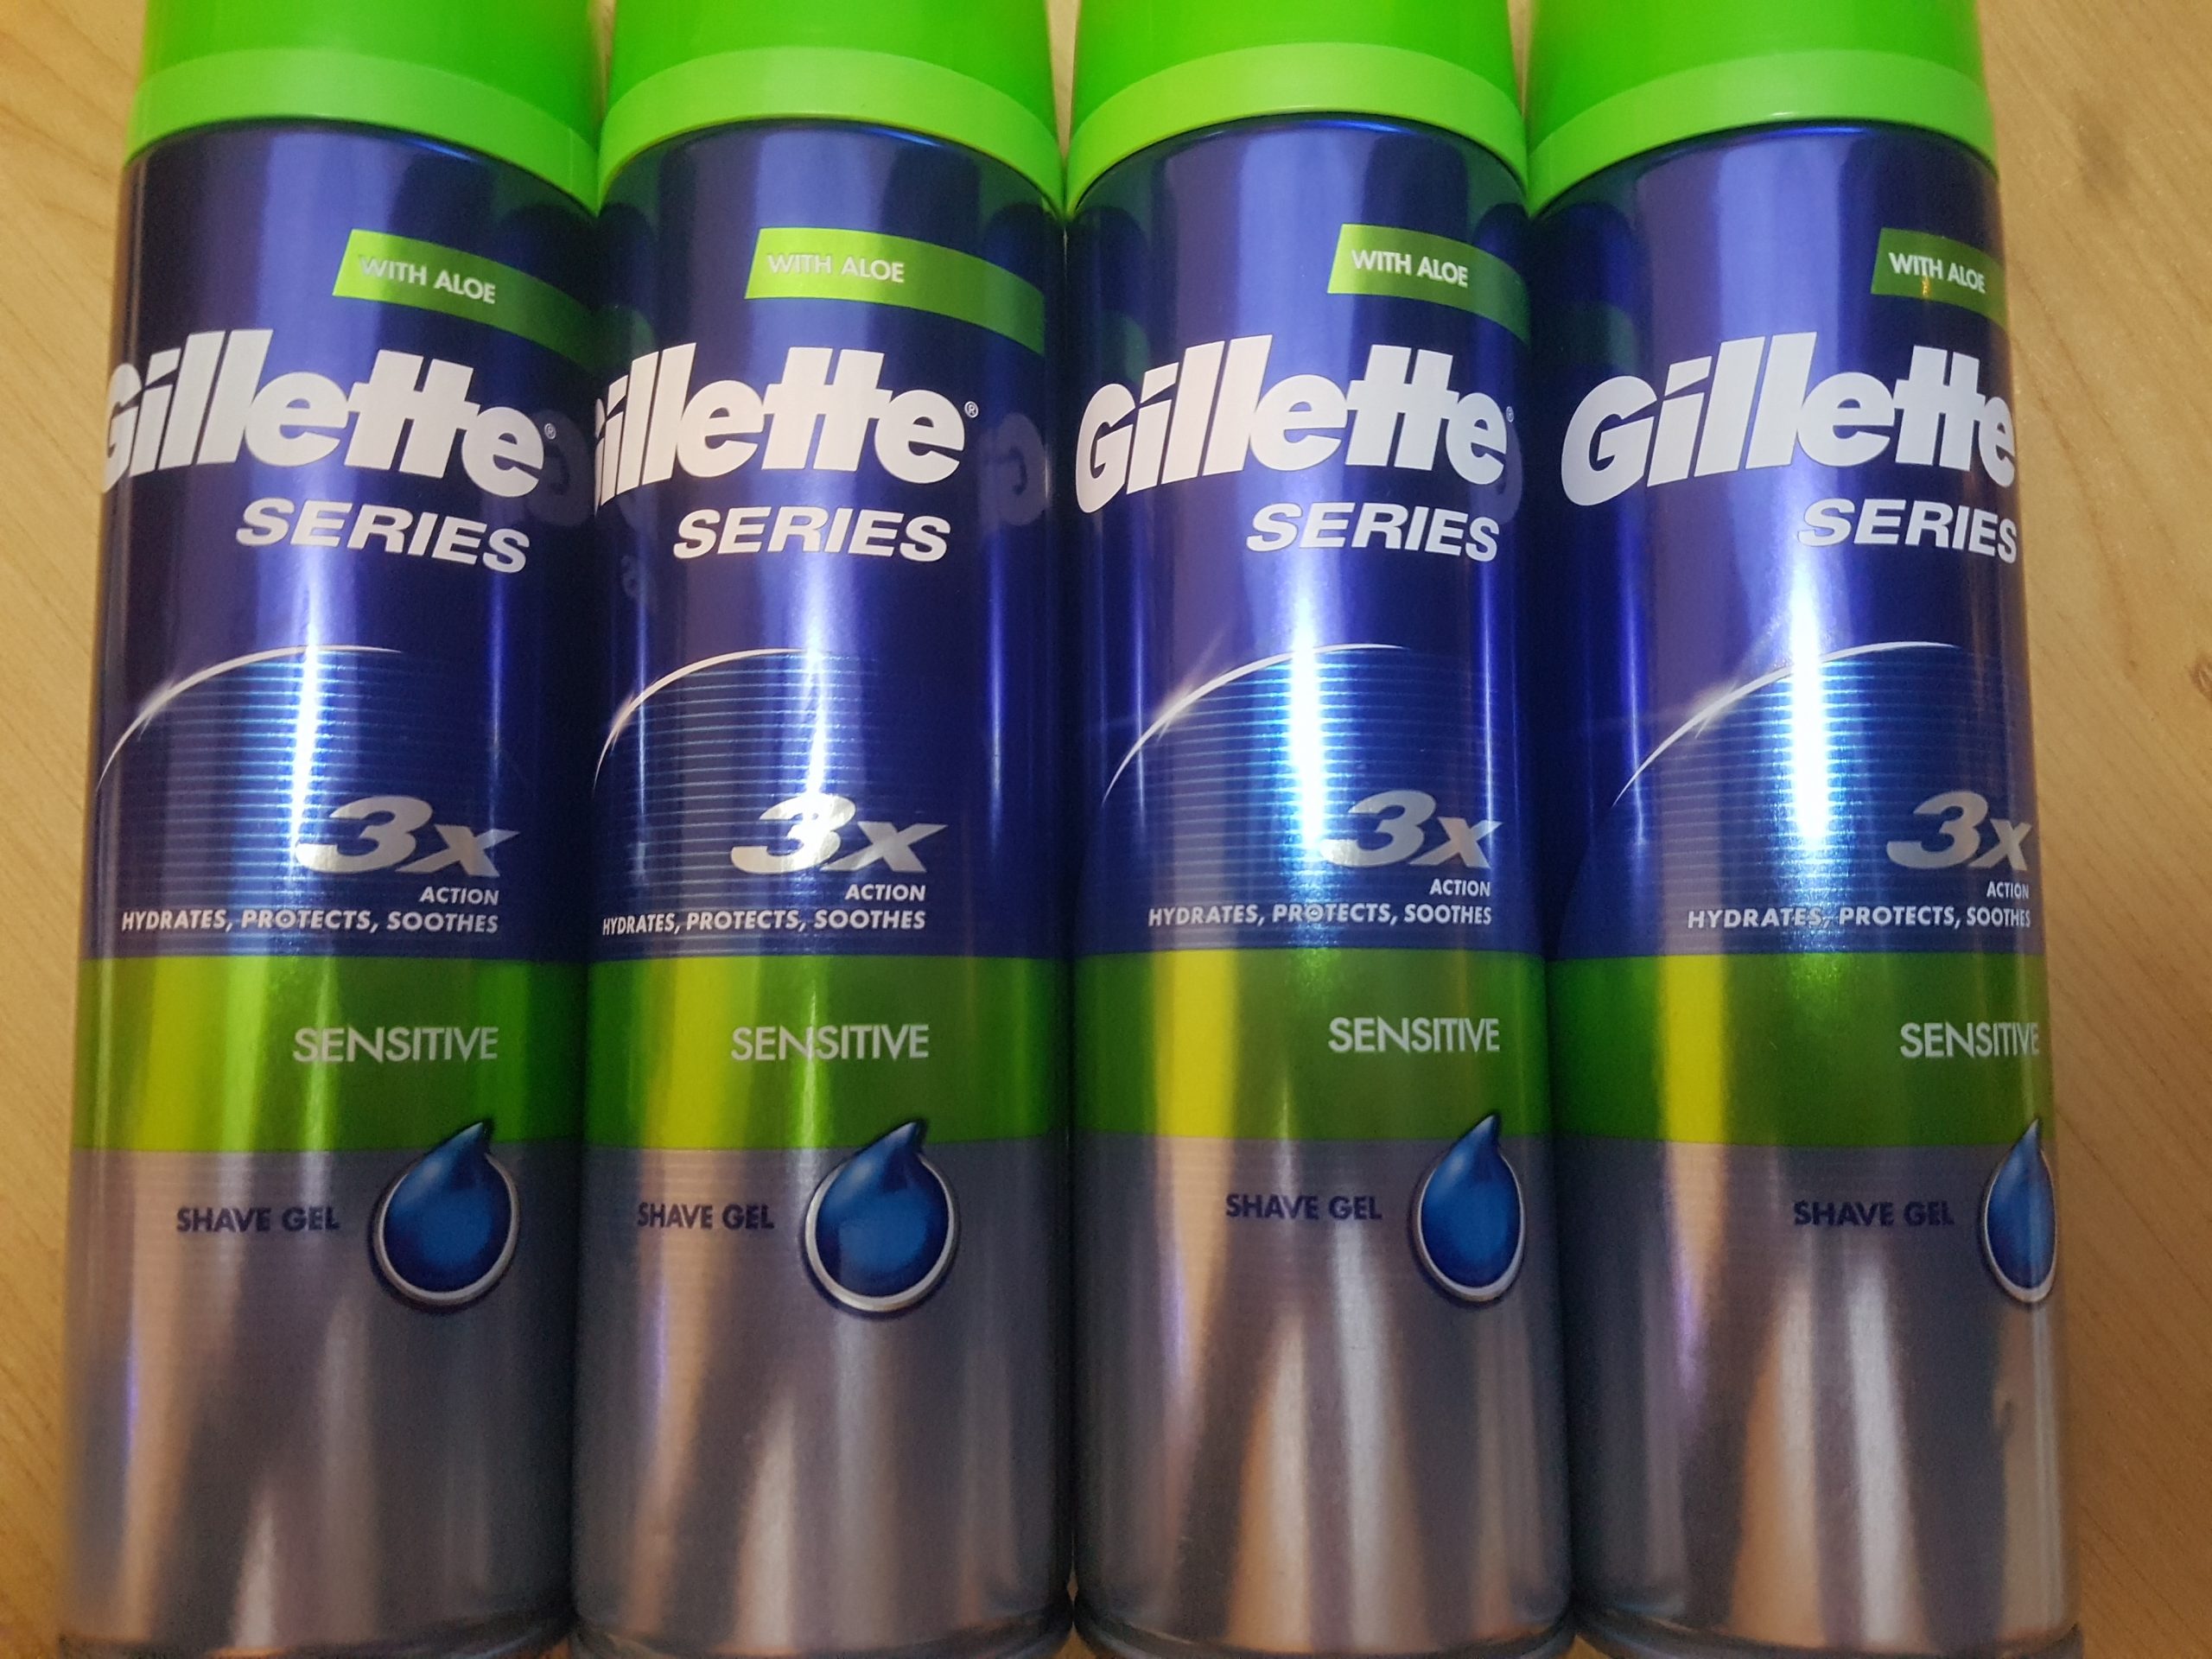 WITH ALOE
Gillette®
SERIES
3x
ACTION
HYDRATES, PROTECTS, SOOTHES
SENSITIVE
SHAVE GEL
WITH ALOE
illette®
SERIES
3x
ACTION
HYDRATES, PROTECTS, SOOTHES
SENSITIVE
SHAVE GEL
WITH ALOE
Gillette®
SERIES
3x
ACTION
HYDRATES, PROTECTS, SOOTHES
SENSITIVE
SHAVE GEL
WITH ALOE
Gillette
SERIES
3x
ACTION
HYDRATES, PROTECTS, SOOTHES
SENSITIVE
SHAVE GEL